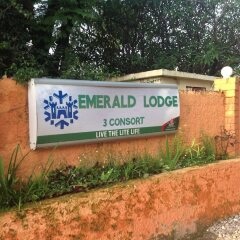 EMERALD LODGE
3 CONSORT
LIVE THE LITE LIFE